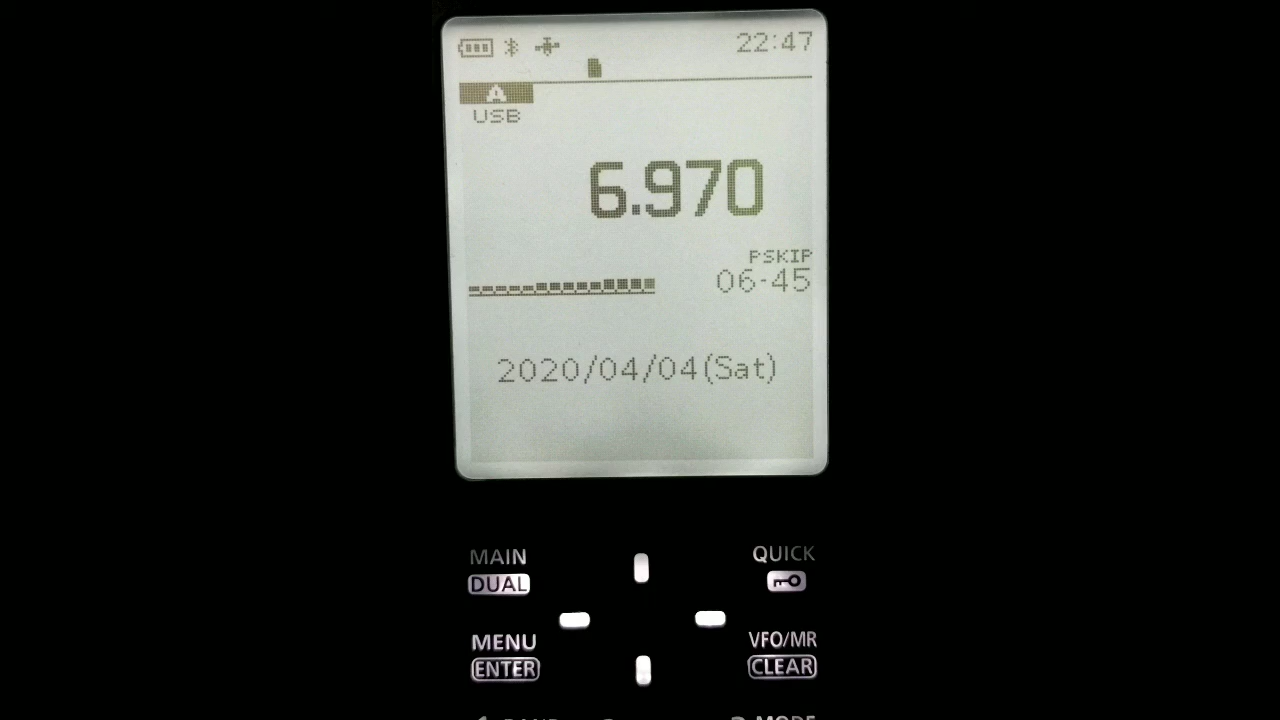 22:47
A
USB
6.970
PSKIP
06-45
2020/04/04(Sat)
MAIN
DUAL
QUICK
MENU
ENTER
VFO/MR
CLEAR
MODE